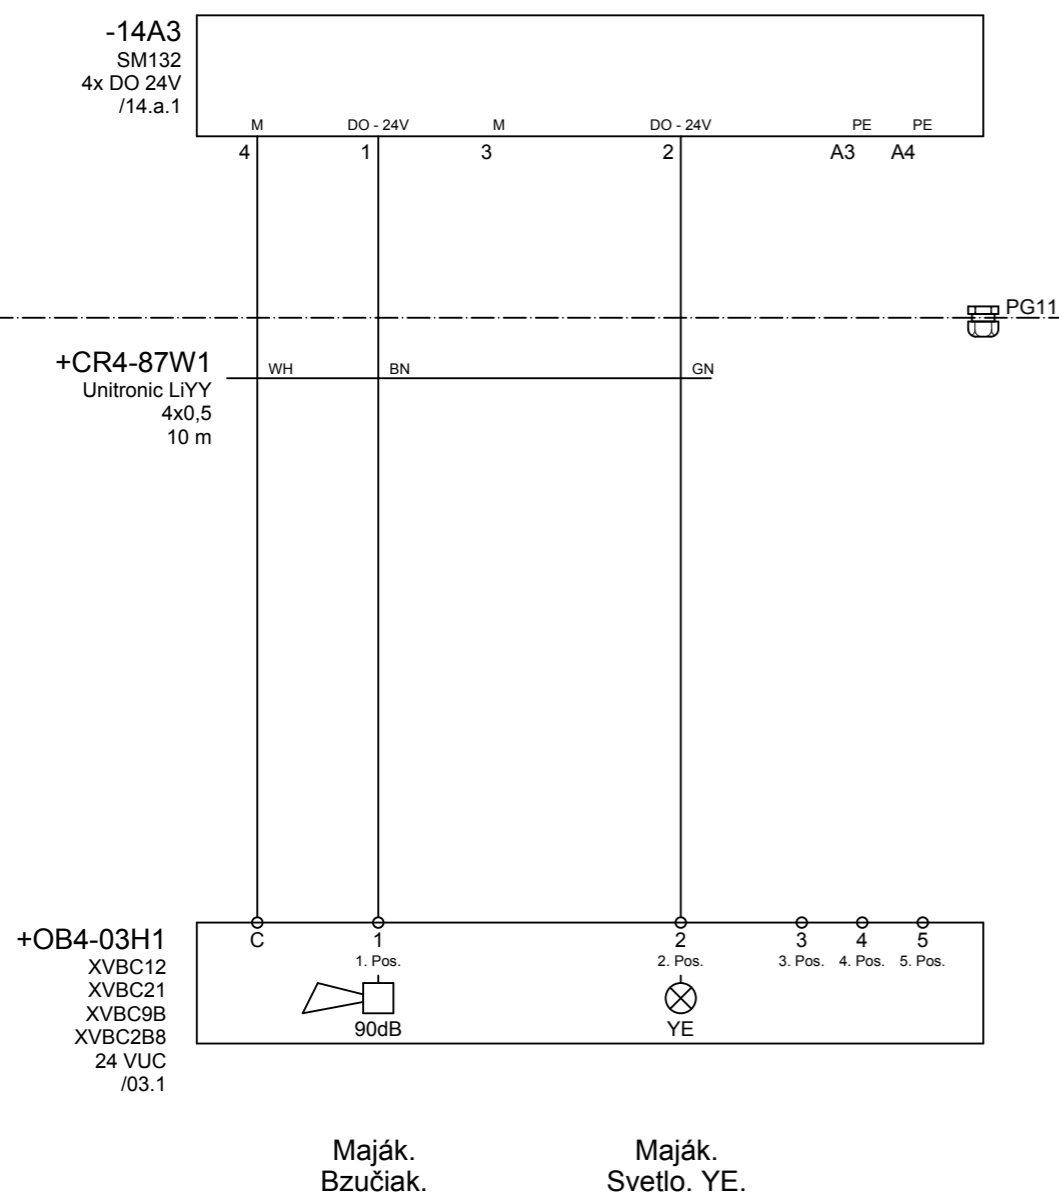 -14A3
SM132
4x DO 24V
/14.a.1
M DO - 24V M DO - 24V PE PE
4 1 3 2 A3 A4
PG11
+CR4-87W1
Unitronic LiYY
4x0,5
10 m
WH BN GN
+OB4-03H1
XVBC12
XVBC21
XVBC9B
XVBC2B8
24 VUC
/03.1
C 1 2 3 4 5
1. Pos. 2. Pos. 3. Pos. 4. Pos. 5. Pos.
90dB YE
Maják. Maják.
Bzučiak. Svetlo. YE.